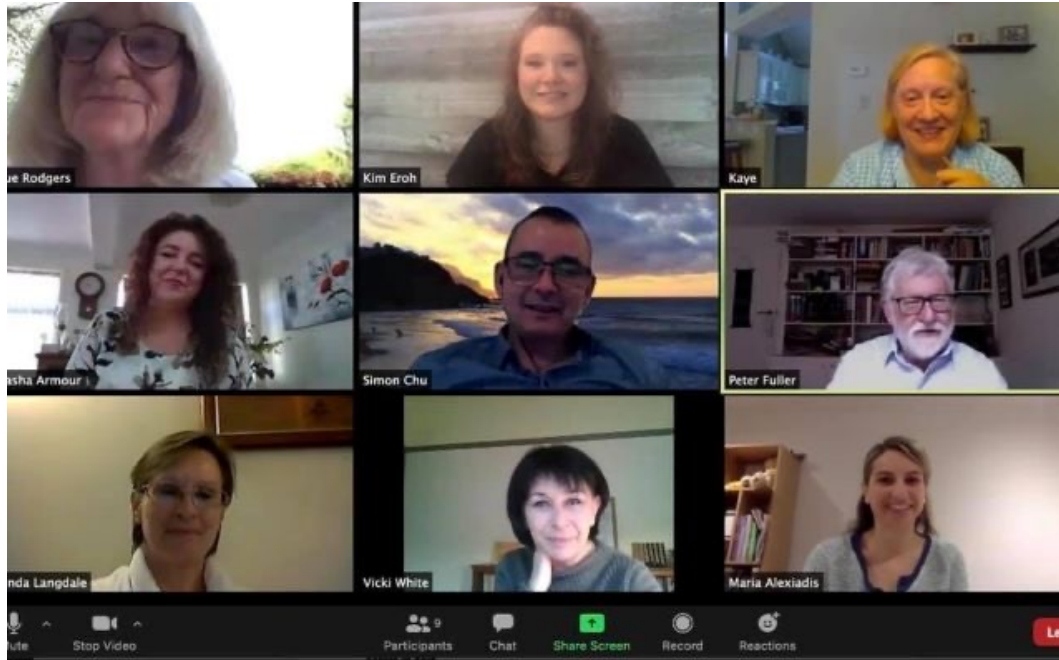 ue Rodgers
Kim Eroh
Kaye
asha Armour
Simon Chu
Peter Fuller
nda Langdale
Vicki White
Maria Alexiadis
9
lute
Stop Video
Participants
Chat
Share Screen
Record
Reactions
Le